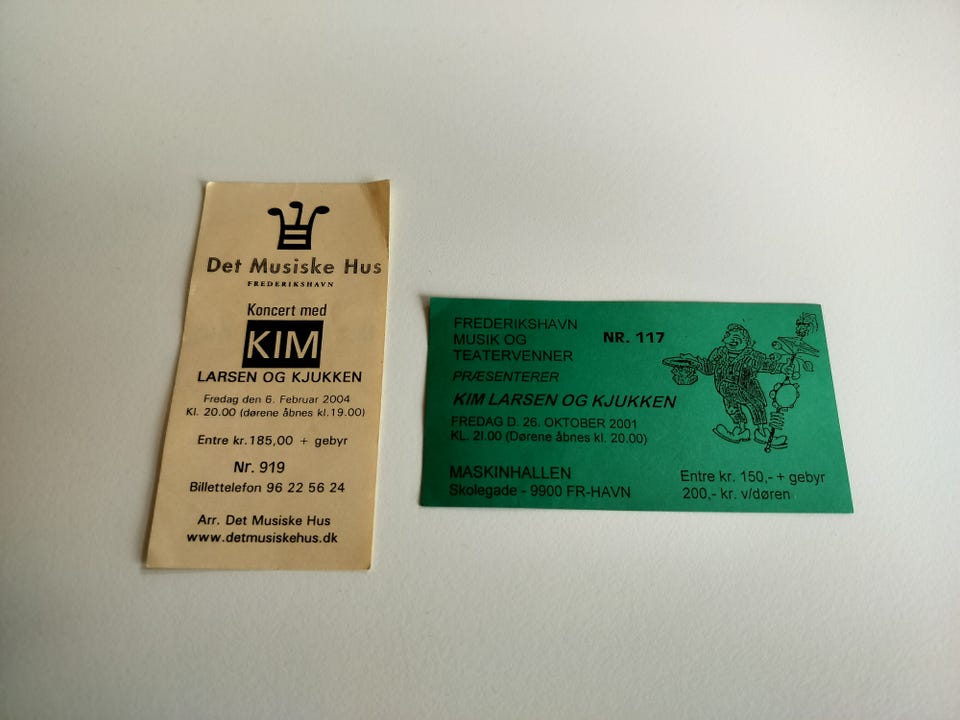 Det Musiske Hus
FREDERIKSHAVN
Koncert med
KIM
LARSEN OG KJUKKEN
Fredag den 6. Februar 2004
Kl. 20.00 (dørene åbnes kl.19.00)
Entre kr.185,00 + gebyr
Nr. 919
Billettelefon 96 22 56 24
Arr. Det Musiske Hus
www.detmusiskehus.dk
FREDERIKSHAVN
MUSIK OG
TEATERVENNER
NR. 117
PRÆSENTERER
KIM LARSEN OG KJUKKEN
FREDAG D. 26. OKTOBER 2001
KL. 21.00 (Dørene åbnes kl. 20.00)
MASKINHALLEN
Skolegade - 9900 FR-HAVN
Entre kr. 150,- + gebyr
200,- kr. v/døren